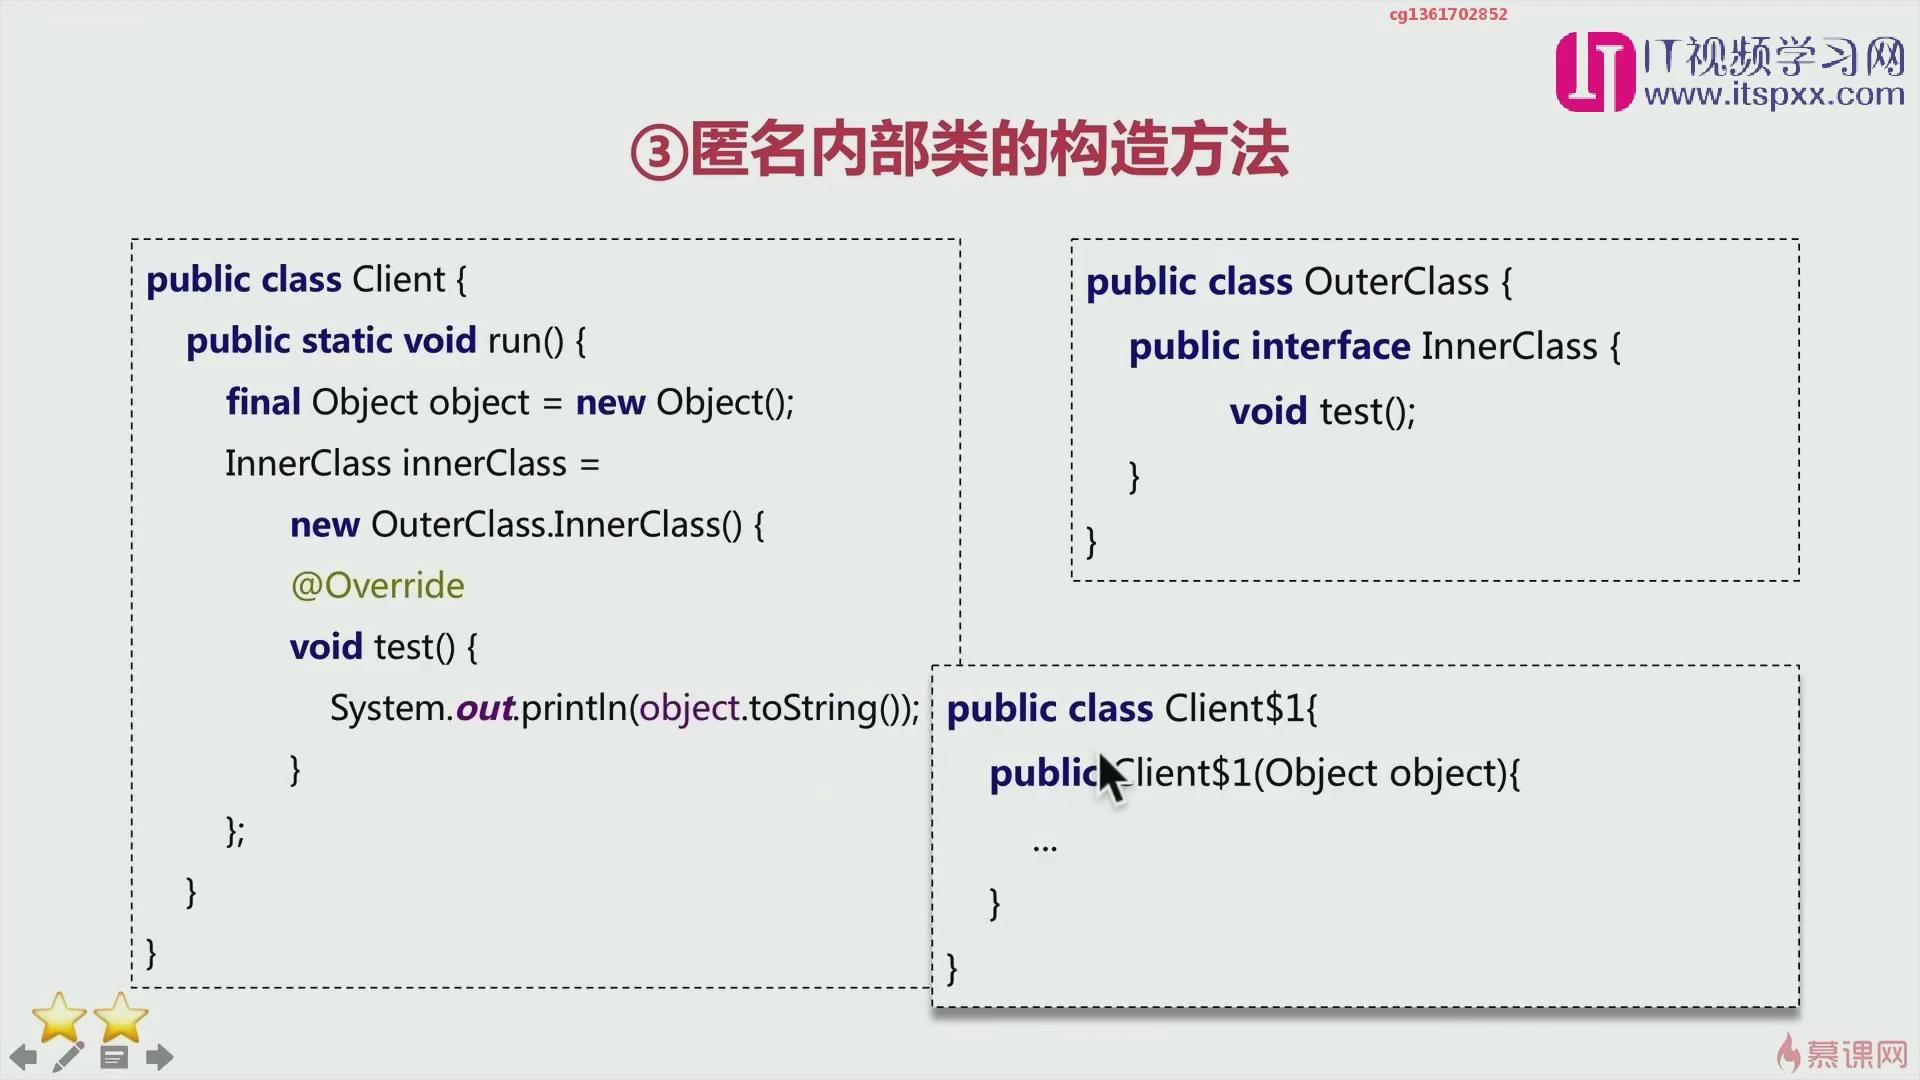 cg1361702852
IT视频学习网
www.itspxx.com
③匿名内部类的构造方法
public class Client {
public static void run() {
final Object object = new Object();
InnerClass innerClass =
new OuterClass.InnerClass() {
@Override
void test() {
System.out.println(object.toString());
}
};
}
}
public class OuterClass {
public interface InnerClass {
void test();
}
}
public class Client$1{
public Client$1(Object object){
...
}
}
慕课网